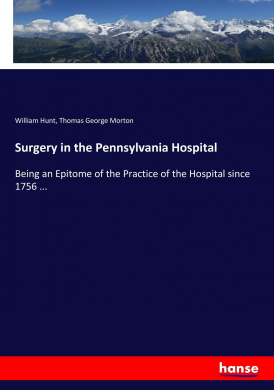 William Hunt, Thomas George Morton
Surgery in the Pennsylvania Hospital
Being an Epitome of the Practice of the Hospital since
1756 ...
hanse